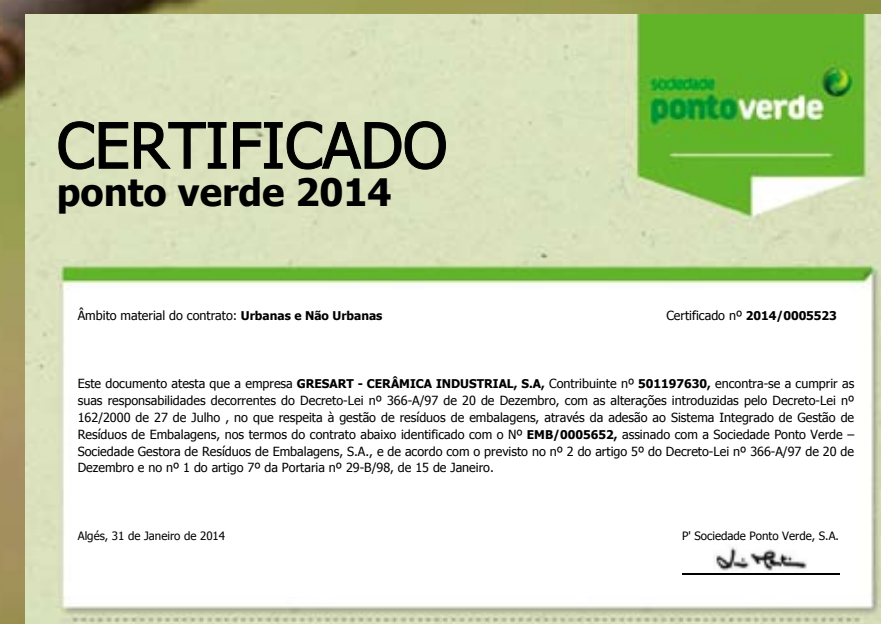 sociedade
pontoverde
CERTIFICADO
ponto verde 2014
Âmbito material do contrato: Urbanas e Não Urbanas
Certificado nº 2014/0005523
Este documento atesta que a empresa GRESART - CERÂMICA INDUSTRIAL, S.A, Contribuinte nº 501197630, encontra-se a cumprir as
suas responsabilidades decorrentes do Decreto-Lei nº 366-A/97 de 20 de Dezembro, com as alterações introduzidas pelo Decreto-Lei nº
162/2000 de 27 de Julho , no que respeita à gestão de resíduos de embalagens, através da adesão ao Sistema Integrado de Gestão de
Resíduos de Embalagens, nos termos do contrato abaixo identificado com o Nº EMB/0005652, assinado com a Sociedade Ponto Verde –
Sociedade Gestora de Resíduos de Embalagens, S.A., e de acordo com o previsto no nº 2 do artigo 5º do Decreto-Lei nº 366-A/97 de 20 de
Dezembro e no nº 1 do artigo 7º da Portaria nº 29-B/98, de 15 de Janeiro.
Algés, 31 de Janeiro de 2014
P' Sociedade Ponto Verde, S.A.